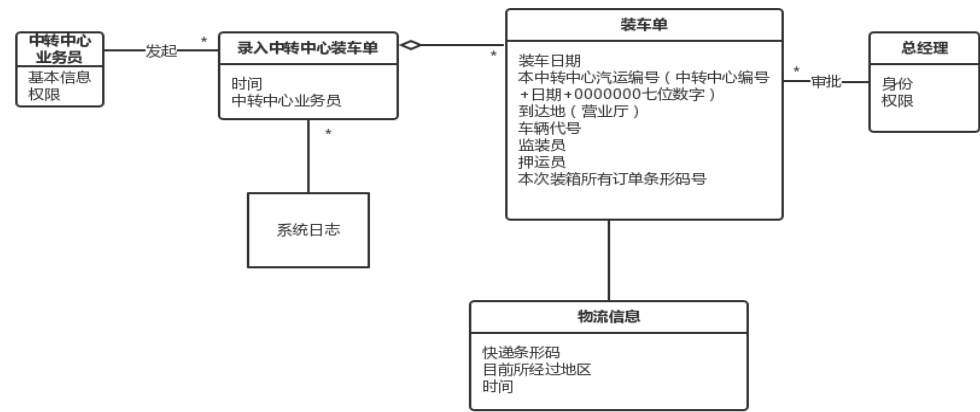 中转中心
业务员
基本信息
权限
发起
*
录入中转中心装车单
时间
中转中心业务员
*
系统日志
*
装车单
装车日期
本中转中心汽运编号（中转中心编号
+日期+0000000七位数字）
到达地（营业厅）
车辆代号
监装员
押运员
本次装箱所有订单条形码号
*
审批
总经理
身份
权限
物流信息
快递条形码
目前所经过地区
时间